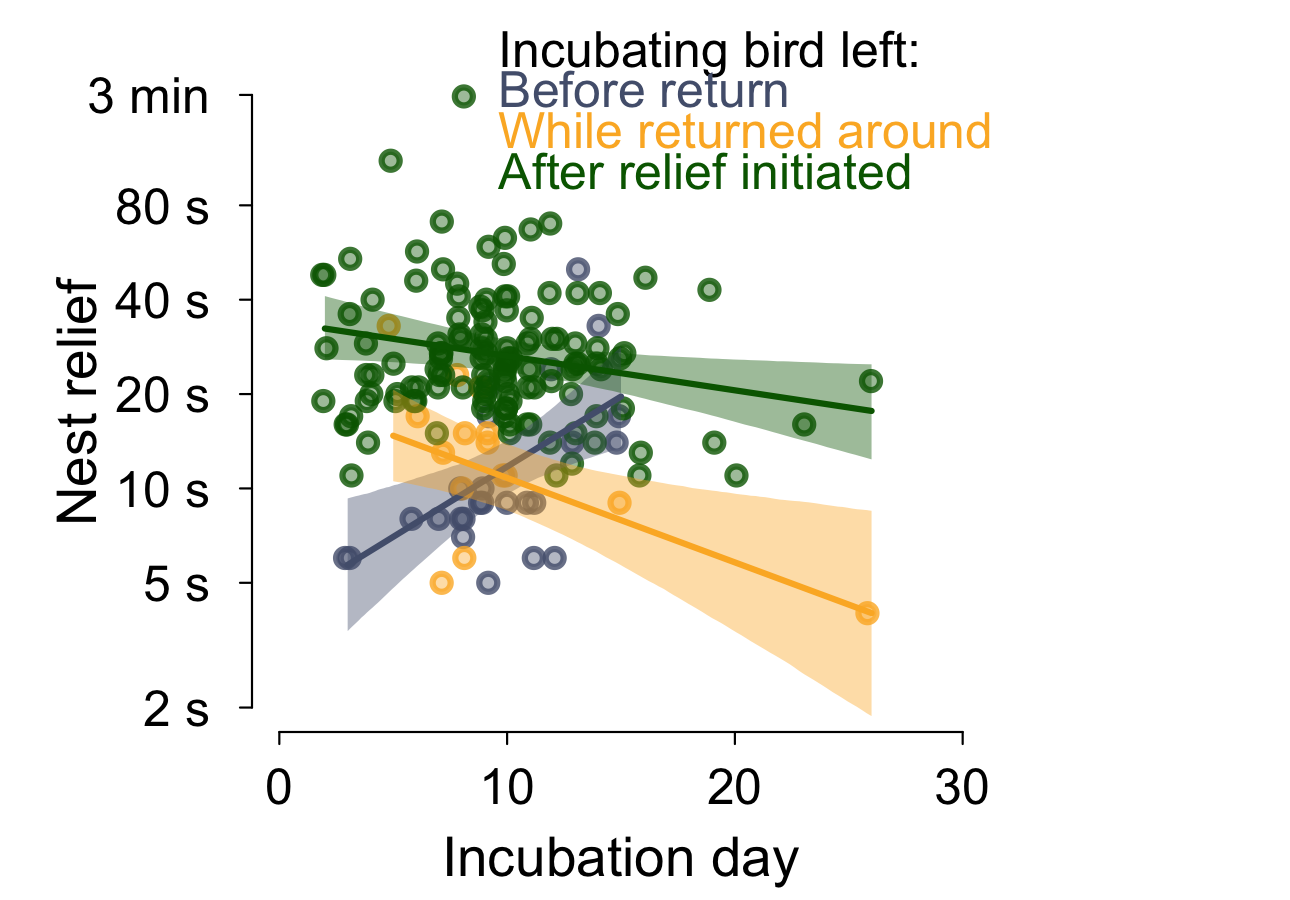 Incubating bird left:
Before return
While returned around
After relief initiated
3 min
80 s
40 s
20 s
10 s
5 s
2 s
Nest relief
0 10 20 30
Incubation day